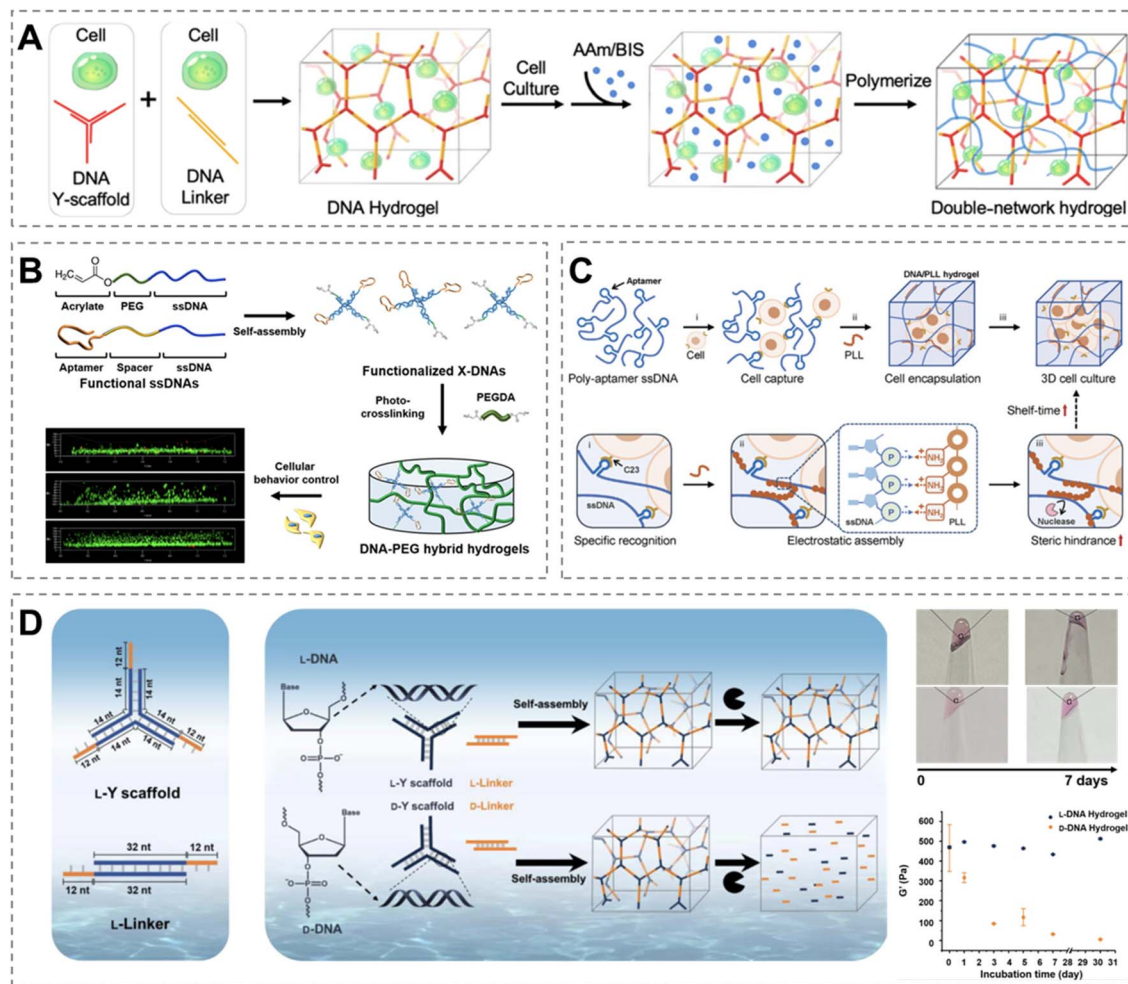 A
Cell
+
Cell
DNA
Y-scaffold
DNA
Linker
DNA Hydrogel
Cell
Culture
AAm/BIS
Polymerize
Double-network hydrogel
B
H₂C
O
O
Acrylate PEG ssDNA
Aptamer Spacer ssDNA
Functional ssDNAs
Self-assembly
Functionalized X-DNAs
Photo-
crosslinking
PEGDA
Cellular
behavior control
DNA-PEG hybrid hydrogels
C
Aptamer
Poly-aptamer ssDNA
i
Cell
Cell capture
ii
PLL
DNA/PLL hydrogel
Cell encapsulation
iii
3D cell culture
Shelf-time
i
C23
ssDNA
Specific recognition
ii
P NH₂
P NH₂
P NH₂
ssDNA PLL
Electrostatic assembly
iii
Nuclease
Steric hindrance
D
12 nt
14 nt
14 nt
14 nt
14 nt
12 nt
14 nt
14 nt
12 nt
L-Y scaffold
32 nt
12 nt
12 nt
32 nt
L-Linker
L-DNA
Base
O
O
O=P-O⁻
O
L-Y scaffold L-Linker
D-Y scaffold D-Linker
Base
O
O
⁻O-P=O
O
D-DNA
Self-assembly
Self-assembly
G
G
G
G
0
7 days
L-DNA Hydrogel
D-DNA Hydrogel
G' (Pa)
600
500
400
300
200
100
0
0 1 2 3 4 5 6 7 28 29 30 31
Incubation time (day)